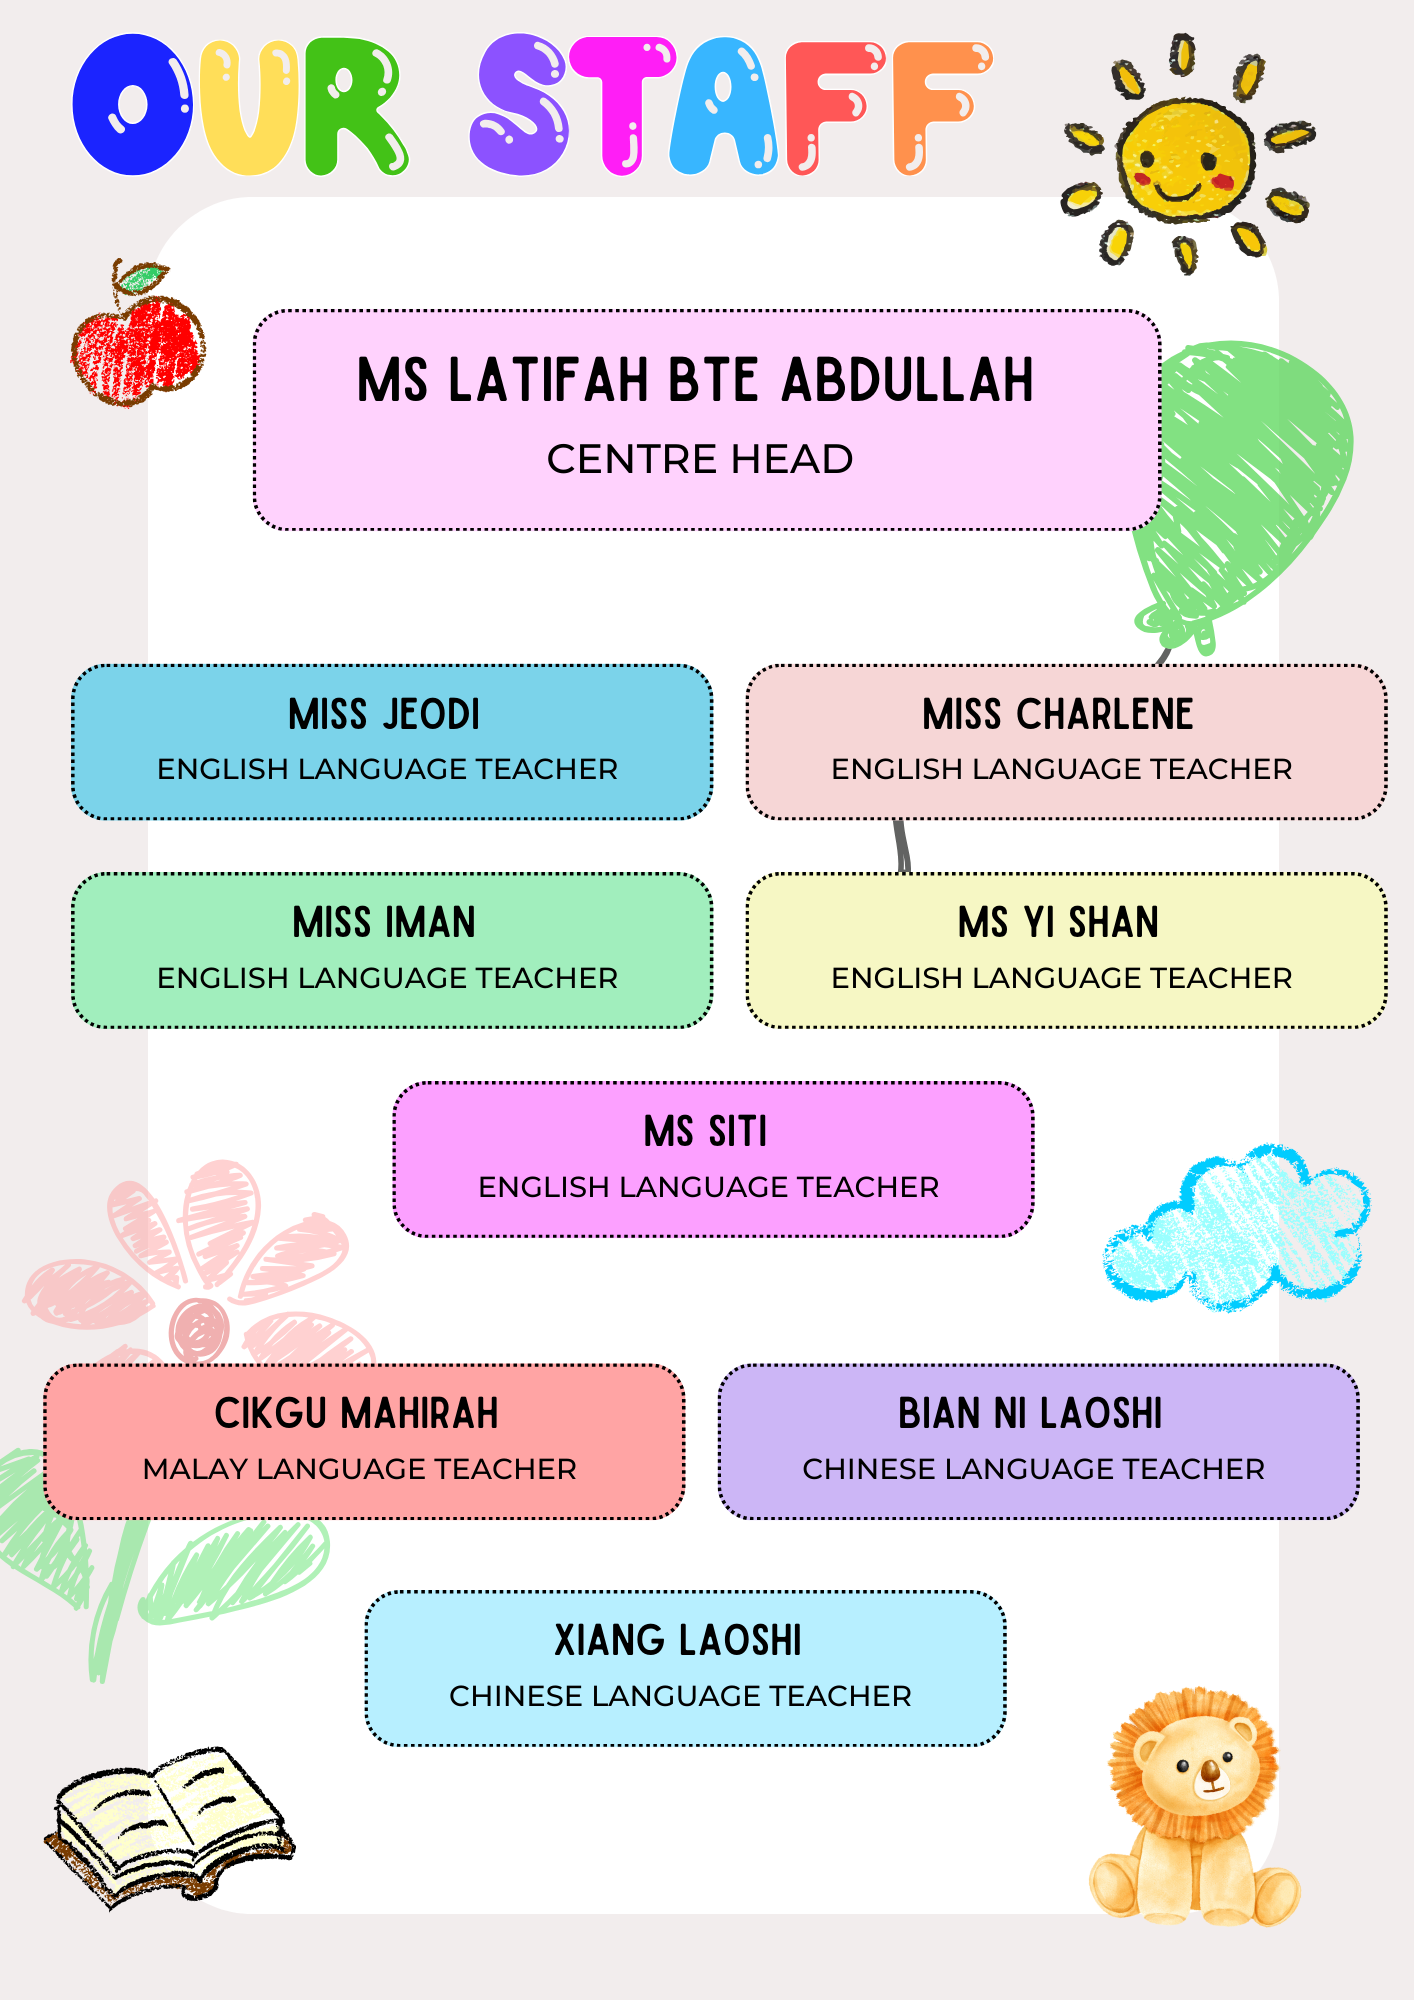 OUR STAFF
MS LATIFAH BTE ABDULLAH
CENTRE HEAD
MISS JEODI
ENGLISH LANGUAGE TEACHER
MISS CHARLENE
ENGLISH LANGUAGE TEACHER
MISS IMAN
ENGLISH LANGUAGE TEACHER
MS YI SHAN
ENGLISH LANGUAGE TEACHER
MS SITI
ENGLISH LANGUAGE TEACHER
CIKGU MAHIRAH
MALAY LANGUAGE TEACHER
BIAN NI LAOSHI
CHINESE LANGUAGE TEACHER
XIANG LAOSHI
CHINESE LANGUAGE TEACHER